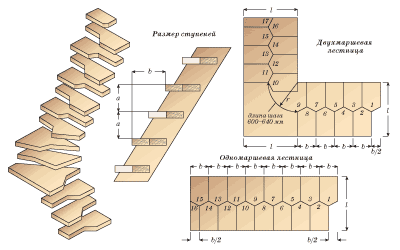 Размер ступеней
b
a
a
l
17
16
15
14
13
12
11
10
r
Двухмаршевая
лестница
l
9
8
7
6
5
4
3
2
1
длина шага
600–640 мм
l
b
b
b
b
b/2
Одномаршевая лестница
b
b
b
b
b
b
b
b
16
15
14
13
12
11
10
9
8
7
6
5
4
3
2
1
l
b/2
b/2